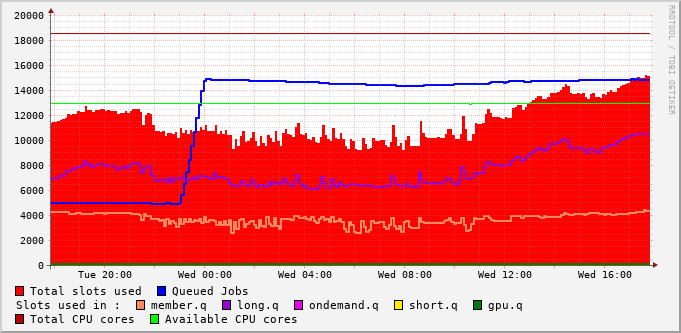 20000
18000
16000
14000
12000
10000
8000
6000
4000
2000
0
Tue 20:00 Wed 00:00 Wed 04:00 Wed 08:00 Wed 12:00 Wed 16:00
Total slots used Queued Jobs
Slots used in : member.q long.q ondemand.q short.q gpu.q
Total CPU cores Available CPU cores
RRDTOOL / TOBI OETIKER